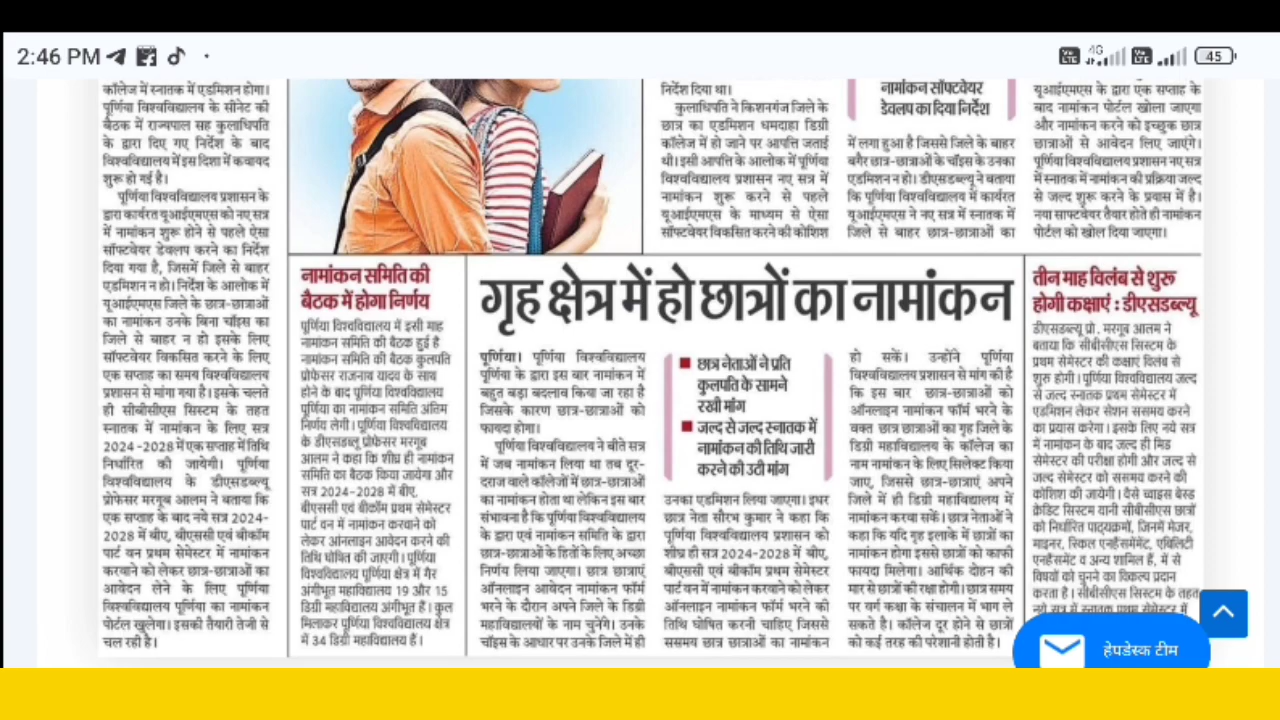 2:46 PM
45
कॉलेज में स्नातक में एडमिशन होगा।
पूर्णिया विश्वविद्यालय के सीनेट की
बैठक में राज्यपाल सह कुलाधिपति
के द्वारा दिए गए निर्देश के बाद
विश्वविद्यालय में इस दिशा में कवायद
शुरू हो गई है।
पूर्णिया विश्वविद्यालय प्रशासन के
द्वारा कार्यरत यूआईएमएस को नए सत्र
में नामांकन शुरू होने से पहले ऐसा
सॉफ्टवेयर डेवलप करने का निर्देश
दिया गया है, जिसमें जिले से बाहर
एडमिशन न हो। निर्देश के आलोक में
यूआईएमएस जिले के छात्र-छात्राओं
का नामांकन उनके बिना चॉइस का
जिले से बाहर न हो इसके लिए
सॉफ्टवेयर विकसित करने के लिए
एक सप्ताह का समय विश्वविद्यालय
प्रशासन से मांगा गया है। इसके चलते
ही सीबीसीएस सिस्टम के तहत
स्नातक में नामांकन के लिए सत्र
2024-2028 में एक सप्ताह में तिथि
निर्धारित की जायेगी। पूर्णिया
विश्वविद्यालय के डीएसडब्ल्यू
प्रोफेसर मरगूब आलम ने बताया कि
एक सप्ताह के बाद नये सत्र 2024-
2028 में बीए, बीएससी एवं बीकॉम
पार्ट वन प्रथम सेमेस्टर में नामांकन
करवाने को लेकर छात्र-छात्राओं का
आवेदन लेने के लिए पूर्णिया
विश्वविद्यालय पूर्णिया का नामांकन
पोर्टल खुलेगा। इसकी तैयारी तेजी से
चल रही है।
निर्देश दिया था।
कुलाधिपति ने किशनगंज जिले के
छात्र का एडमिशन धमदाहा डिग्री
कॉलेज में हो जाने पर आपत्ति जताई
थी। इसी आपत्ति के आलोक में पूर्णिया
विश्वविद्यालय प्रशासन नए सत्र में
नामांकन शुरू करने से पहले
यूआईएमएस के माध्यम से ऐसा
सॉफ्टवेयर विकसित करने की कोशिश
नामांकन सॉफ्टवेयर
डेवलप का दिया निर्देश
में लगा हुआ है जिससे जिले के बाहर
बगैर छात्र-छात्राओं के चॉइस के उनका
एडमिशन न हो। डीएसडब्ल्यू ने बताया
कि पूर्णिया विश्वविद्यालय में कार्यरत
यूआईएमएस ने नए सत्र में स्नातक में
जिले से बाहर छात्र-छात्राओं का
यूआईएमएस के द्वारा एक सप्ताह के
बाद नामांकन पोर्टल खोला जाएगा
और नामांकन करने को इच्छुक छात्र
छात्राओं से आवेदन लिए जाएंगे।
पूर्णिया विश्वविद्यालय प्रशासन नए सत्र
में स्नातक में नामांकन की प्रक्रिया जल्द
से जल्द शुरू करने के प्रयास में है।
नया साफ्टवेयर तैयार होते ही नामांकन
पोर्टल को खोल दिया जाएगा।
नामांकन समिति की
बैठक में होगा निर्णय
पूर्णिया विश्वविद्यालय में इसी माह
नामांकन समिति की बैठक हुई है
नामांकन समिति की बैठक कुलपति
प्रोफेसर राजनाथ यादव के साथ
होने के बाद पूर्णिया विश्वविद्यालय
पूर्णिया का नामांकन समिति अंतिम
निर्णय लेगी। पूर्णिया विश्वविद्यालय
के डीएसडब्लू प्रोफेसर मरगूब
आलम ने कहा कि शीघ्र ही नामांकन
समिति का बैठक किया जायेगा और
सत्र 2024-2028 में बीए,
बीएससी एवं बीकॉम प्रथम सेमेस्टर
पार्ट वन में नामांकन करवाने को
लेकर आंनलाइन आवेदन करने की
तिथि घोषित की जाएगी। पूर्णिया
विश्वविद्यालय पूर्णिया क्षेत्र में गैर
अंगीभूत महाविद्यालय 19 और 15
डिग्री महाविद्यालय अंगीभूत हैं। कुल
मिलाकर पूर्णिया विश्वविद्यालय क्षेत्र
में 34 डिग्री महाविद्यालय हैं।
गृह क्षेत्र में हो छात्रों का नामांकन
पूर्णिया। पूर्णिया विश्वविद्यालय
पूर्णिया के द्वारा इस बार नामांकन में
बहुत बड़ा बदलाव किया जा रहा है
जिसके कारण छात्र-छात्राओं को
फायदा होगा।
पूर्णिया विश्वविद्यालय ने बीते सत्र
में जब नामांकन लिया था तब दूर-
दराज वाले कॉलेजों में छात्र-छात्राओं
का नामांकन होता था लेकिन इस बार
संभावना है कि पूर्णिया विश्वविद्यालय
के द्वारा एवं नामांकन समिति के द्वारा
छात्र-छात्राओं के हितों के लिए अच्छा
निर्णय लिया जाएगा। छात्र छात्राएं
ऑनलाइन आवेदन नामांकन फॉर्म
भरने के दौरान अपने जिले के डिग्री
महाविद्यालयों के नाम चुनेंगे। उनके
चॉइस के आधार पर उनके जिले में ही
छात्र नेताओं ने प्रति
कुलपति के सामने
रखी मांग
जल्द से जल्द स्नातक में
नामांकन की तिथि जारी
करने की उठी मांग
उनका एडमिशन लिया जाएगा। इधर
छात्र नेता सौरभ कुमार ने कहा कि
पूर्णिया विश्वविद्यालय प्रशासन को
शीघ्र ही सत्र 2024-2028 में बीए,
बीएससी एवं बीकॉम प्रथम सेमेस्टर
पार्ट वन में नामांकन करवाने को लेकर
ऑनलाइन नामांकन फॉर्म भरने की
तिथि घोषित करनी चाहिए जिससे
ससमय छात्र छात्राओं का नामांकन
हो सकें। उन्होंने पूर्णिया
विश्वविद्यालय प्रशासन से मांग की है
कि इस बार छात्र-छात्राओं को
ऑनलाइन नामांकन फॉर्म भरने के
वक्त छात्र छात्राओं का गृह जिले के
डिग्री महाविद्यालय के कॉलेज का
नाम नामांकन के लिए सिलेक्ट किया
जाए, जिससे छात्र-छात्राएं अपने
जिले में ही डिग्री महाविद्यालय में
नामांकन करवा सकें। छात्र नेताओं ने
कहा कि यदि गृह इलाके में छात्रों का
नामांकन होगा इससे छात्रों को काफी
फायदा मिलेगा। आर्थिक दोहन की
मार से छात्रों की रक्षा होगी। छात्र समय
पर वर्ग कक्षा के संचालन में भाग ले
सकते है। कॉलेज दूर होने से छात्रों
को कई तरह की परेशानी होती है।
तीन माह विलंब से शुरू
होगी कक्षाएं : डीएसडब्ल्यू
डीएसडब्ल्यू प्रो. मरगूब आलम ने
बताया कि सीबीसीएस सिस्टम के
प्रथम सेमेस्टर की कक्षाएं विलंब से
शुरु होगी। पूर्णिया विश्वविद्यालय जल्द
से जल्द स्नातक प्रथम सेमेस्टर में
एडमिशन लेकर सेशन ससमय करने
का प्रयास करेगा। इसके लिए नये सत्र
में नामांकन के बाद जल्द ही मिड
सेमेस्टर की परीक्षा होगी और जल्द से
जल्द सेमेस्टर को ससमय करने की
कोशिश की जायेगी। वैसे च्वाइस बेस्ड
क्रेडिट सिस्टम यानी सीबीसीएस छात्रों
को निर्धारित पाठ्यक्रमों, जिनमें मेजर,
माइनर, स्किल एनहैंसमेंमेंट, एबिलिटी
एनहैंसमेंट व अन्य शामिल हैं, में से
विषयों को चुनने का विकल्प प्रदान
करता है। सीबीसीएस सिस्टम के तहत
नये सत्र में स्नातक प्रथम सेमेस्टर में
हेपडेस्क टीम